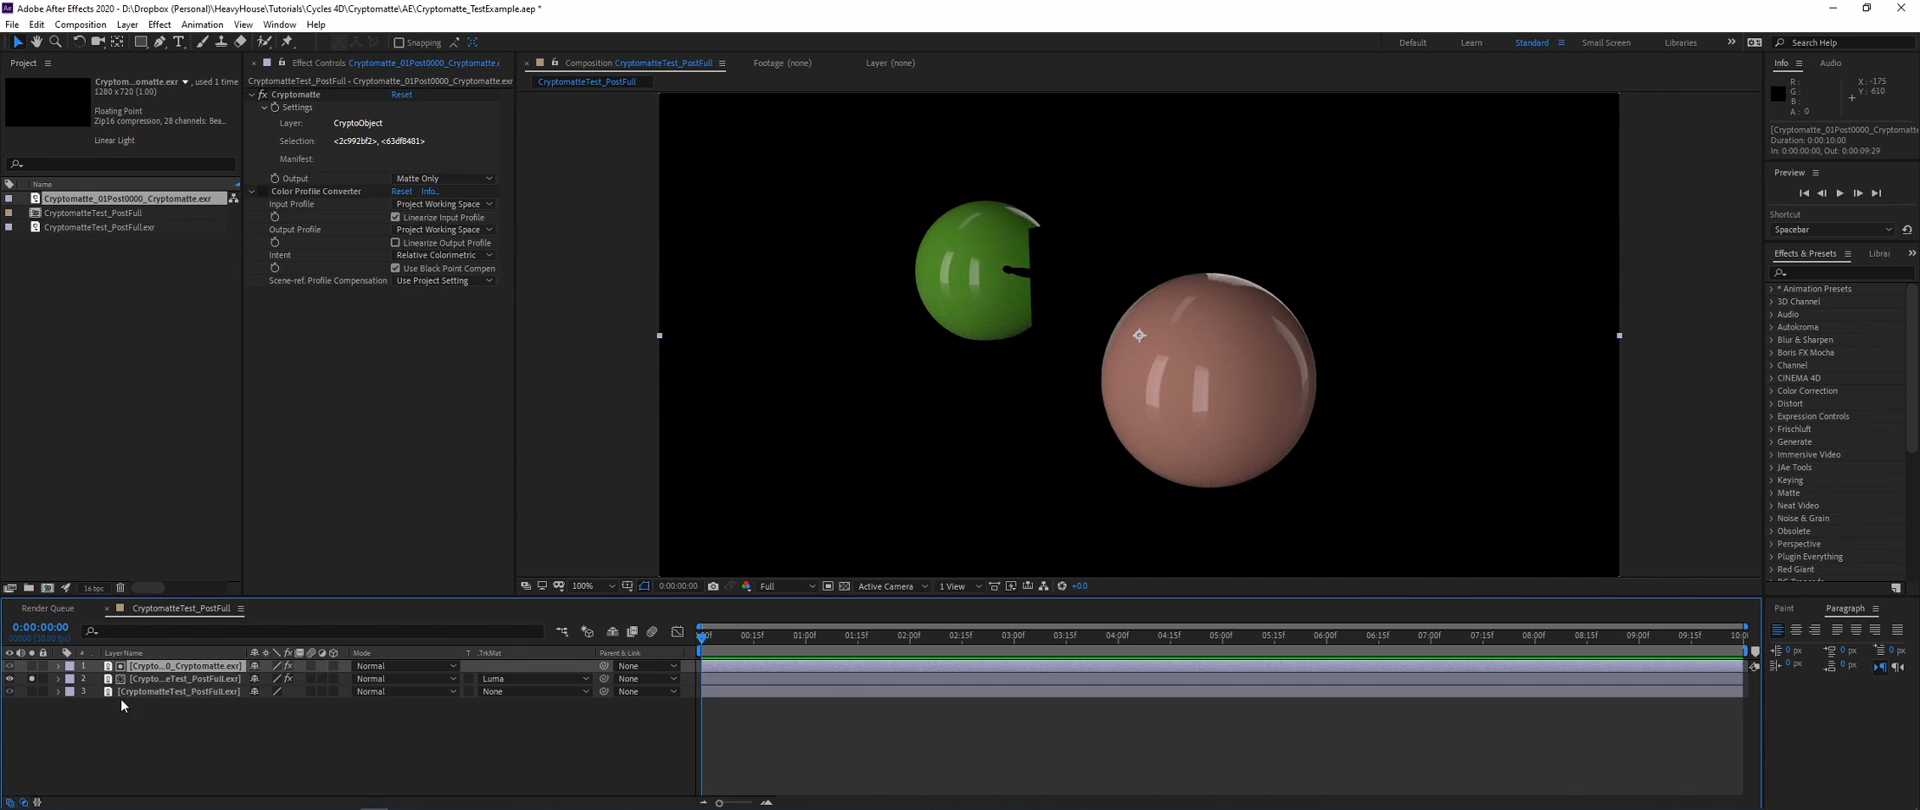 Adobe After Effects 2020 - D:\Dropbox (Personal)\HeavyHouse\Tutorials\Cycles 4D\Cryptomatte\AE\Cryptomatte_TestExample.aep *
File Edit Composition Layer Effect Animation View Window Help
Snapping
Default Learn Standard Small Screen Libraries Search Help
Project
Cryptom...omatte.exr , used 1 time
1280 x 720 (1.00)
Floating Point
Zip16 compression, 28 channels: Bea...
Linear Light
Name
Cryptomatte_01Post0000_Cryptomatte.exr
CryptomatteTest_PostFull
CryptomatteTest_PostFull.exr
16 bpc
Effect Controls Cryptomatte_01Post0000_Cryptomatte.e
CryptomatteTest_PostFull • Cryptomatte_01Post0000_Cryptomatte.exr
fx Cryptomatte Reset
Settings
Layer: CryptoObject
Selection: <2c992bf2>, <63df8481>
Manifest:
Output Matte Only
Color Profile Converter Reset Info...
Input Profile Project Working Space
Linearize Input Profile
Output Profile Project Working Space
Linearize Output Profile
Intent Relative Colorimetric
Use Black Point Compen
Scene-ref. Profile Compensation Use Project Setting
Composition CryptomatteTest_PostFull
Footage (none)
Layer (none)
CryptomatteTest_PostFull
100% 0:00:00:00 Full Active Camera 1 View +0.0
Info Audio
R :
G :
B :
A : 0
X : -175
Y : 610
[Cryptomatte_01Post0000_Cryptomatte
Duration: 0:00:10:00
In: 0:00:00:00, Out: 0:00:09:29
Preview
Shortcut
Spacebar
Effects & Presets Librai
* Animation Presets
3D Channel
Audio
Autokroma
Blur & Sharpen
Boris FX Mocha
Channel
CINEMA 4D
Color Correction
Distort
Expression Controls
Frischluft
Generate
Immersive Video
JAe Tools
Keying
Matte
Neat Video
Noise & Grain
Obsolete
Perspective
Plugin Everything
Red Giant
Render Queue
CryptomatteTest_PostFull
0:00:00:00
00000 (30.00 fps)
# Layer Name Mode T .TrkMat Parent & Link
1 [Crypto...0_Cryptomatte.exr] fx Normal None
2 [Crypto...eTest_PostFull.exr] fx Normal Luma None
3 [CryptomatteTest_PostFull.exr] Normal None None
:00f 00:15f 01:00f 01:15f 02:00f 02:15f 03:00f 03:15f 04:00f 04:15f 05:00f 05:15f 06:00f 06:15f 07:00f 07:15f 08:00f 08:15f 09:00f 09:15f 10:0
Paint Paragraph
0 px 0 px 0 px
0 px 0 px